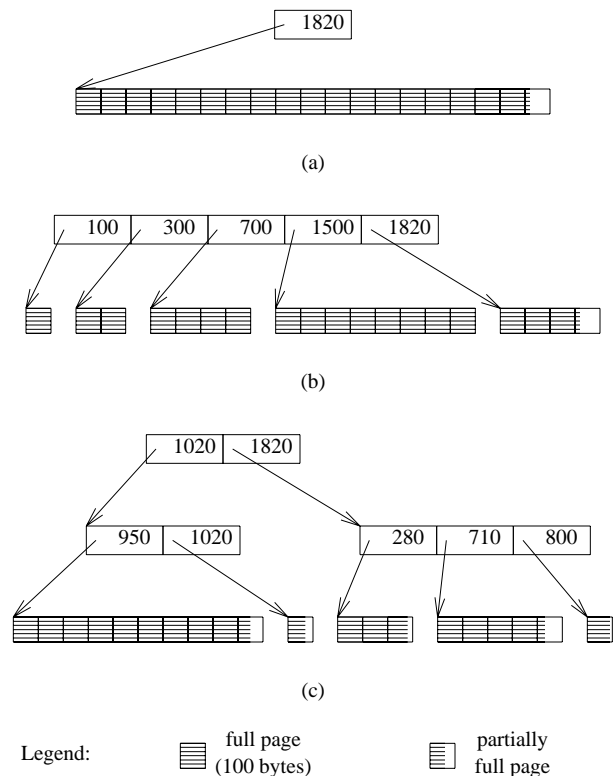 1820
(a)
100 300 700 1500 1820
(b)
1020 1820
950 1020 280 710 800
(c)
Legend: full page (100 bytes) partially full page